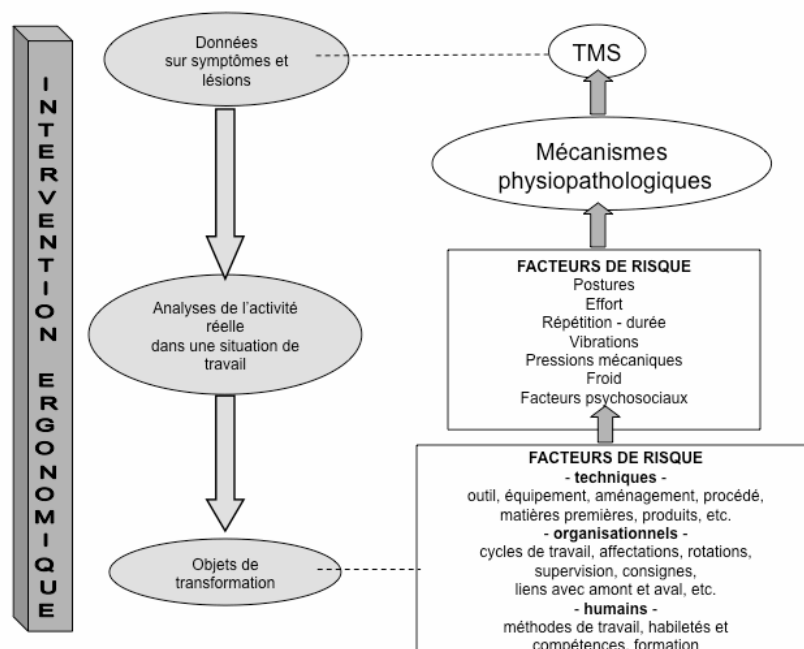 INTERVENTION ERGONOMIQUE
Données
sur symptômes et
lésions
Analyses de l'activité
réelle
dans une situation de
travail
Objets de
transformation
TMS
Mécanismes
physiopathologiques
FACTEURS DE RISQUE
Postures
Effort
Répétition - durée
Vibrations
Pressions mécaniques
Froid
Facteurs psychosociaux
FACTEURS DE RISQUE
- techniques -
outil, équipement, aménagement, procédé,
matières premières, produits, etc.
- organisationnels -
cycles de travail, affectations, rotations,
supervision, consignes,
liens avec amont et aval, etc.
- humains -
méthodes de travail, habiletés et
compétences, formation